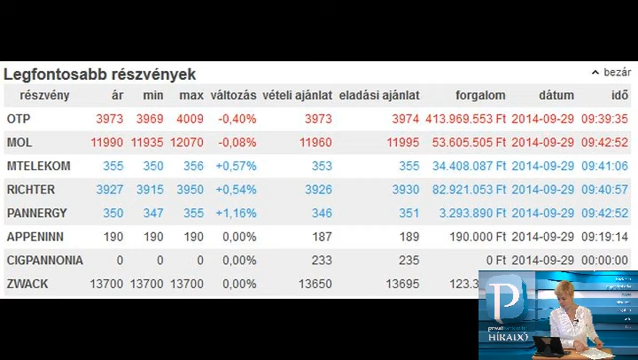 Legfontosabb részvények bezár
részvény ár min max változás vételi ajánlat eladási ajánlat forgalom dátum idő
OTP 3973 3969 4009 -0,40% 3973 3974 413.969.553 Ft 2014-09-29 09:39:35
MOL 11990 11935 12070 -0,08% 11960 11995 53.605.505 Ft 2014-09-29 09:42:52
MTELEKOM 355 350 356 +0,57% 353 355 34.408.087 Ft 2014-09-29 09:41:06
RICHTER 3927 3915 3950 +0,54% 3926 3930 82.921.053 Ft 2014-09-29 09:40:57
PANNERGY 350 347 355 +1,16% 346 351 3.293.890 Ft 2014-09-29 09:42:52
APPENINN 190 190 190 0,00% 187 189 190.000 Ft 2014-09-29 09:19:14
CIGPANNONIA 0 0 0 0,00% 233 235 0 Ft 2014-09-29 00:00:00
ZWACK 13700 13700 13700 0,00% 13650 13695 123.3
P
HÍRADÓ